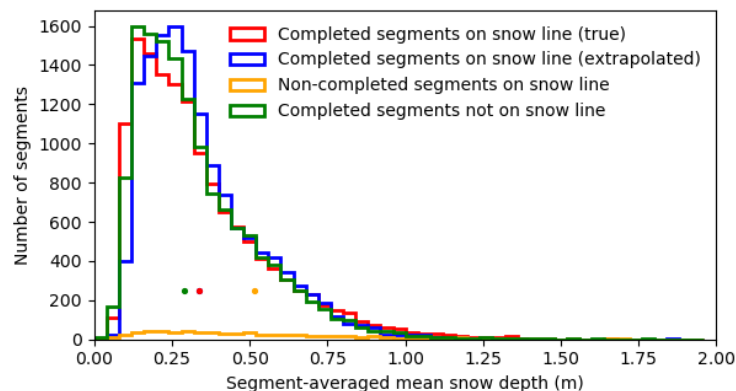 Completed segments on snow line (true)
Completed segments on snow line (extrapolated)
Non-completed segments on snow line
Completed segments not on snow line
Number of segments
1600
1400
1200
1000
800
600
400
200
0
0.00 0.25 0.50 0.75 1.00 1.25 1.50 1.75 2.00
Segment-averaged mean snow depth (m)